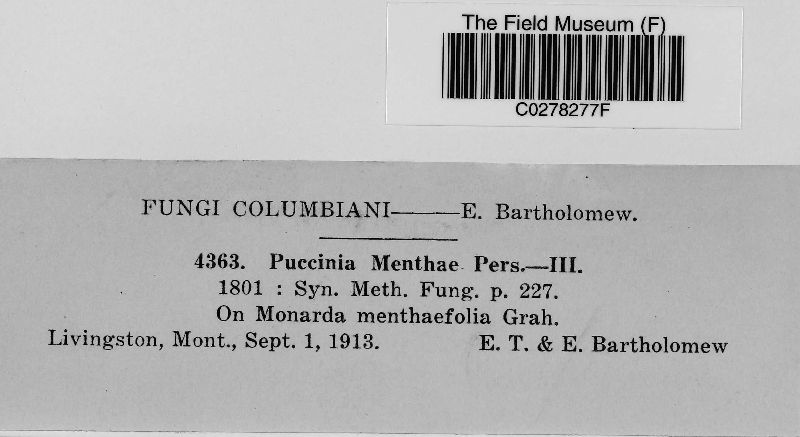 The Field Museum (F)
C0278277F
FUNGI COLUMBIANI——E. Bartholomew.
4363. Puccinia Menthae Pers.—III.
1801 : Syn. Meth. Fung. p. 227.
On Monarda menthaefolia Grah.
Livingston, Mont., Sept. 1, 1913. E. T. & E. Bartholomew